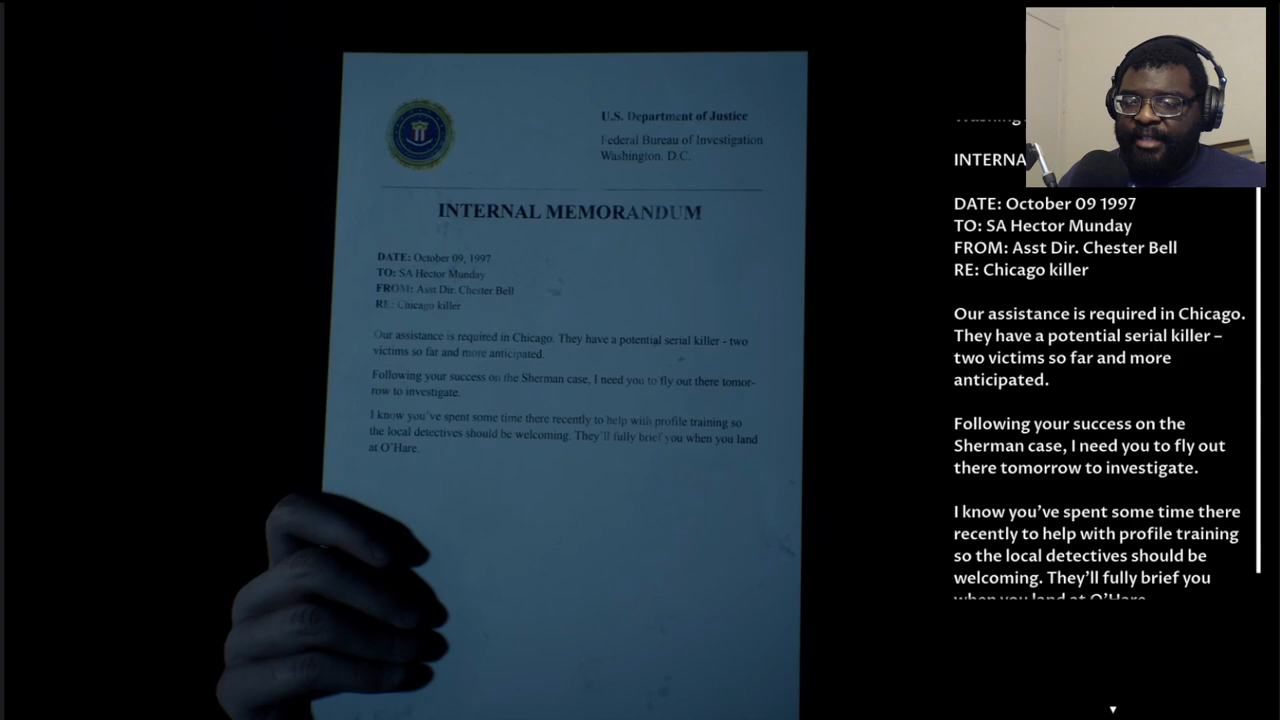 U.S. Department of Justice
Federal Bureau of Investigation
Washington. D.C.
INTERNAL MEMORANDUM
DATE: October 09, 1997
TO: SA Hector Munday
FROM: Asst Dir. Chester Bell
RE: Chicago killer
Our assistance is required in Chicago. They have a potential serial killer - two
victims so far and more anticipated.
Following your success on the Sherman case, I need you to fly out there tomor-
row to investigate.
I know you've spent some time there recently to help with profile training so
the local detectives should be welcoming. They'll fully brief you when you land
at O'Hare.
INTERNA
DATE: October 09 1997
TO: SA Hector Munday
FROM: Asst Dir. Chester Bell
RE: Chicago killer
Our assistance is required in Chicago.
They have a potential serial killer –
two victims so far and more
anticipated.
Following your success on the
Sherman case, I need you to fly out
there tomorrow to investigate.
I know you've spent some time there
recently to help with profile training
so the local detectives should be
welcoming. They'll fully brief you
when you land at O'Hare.